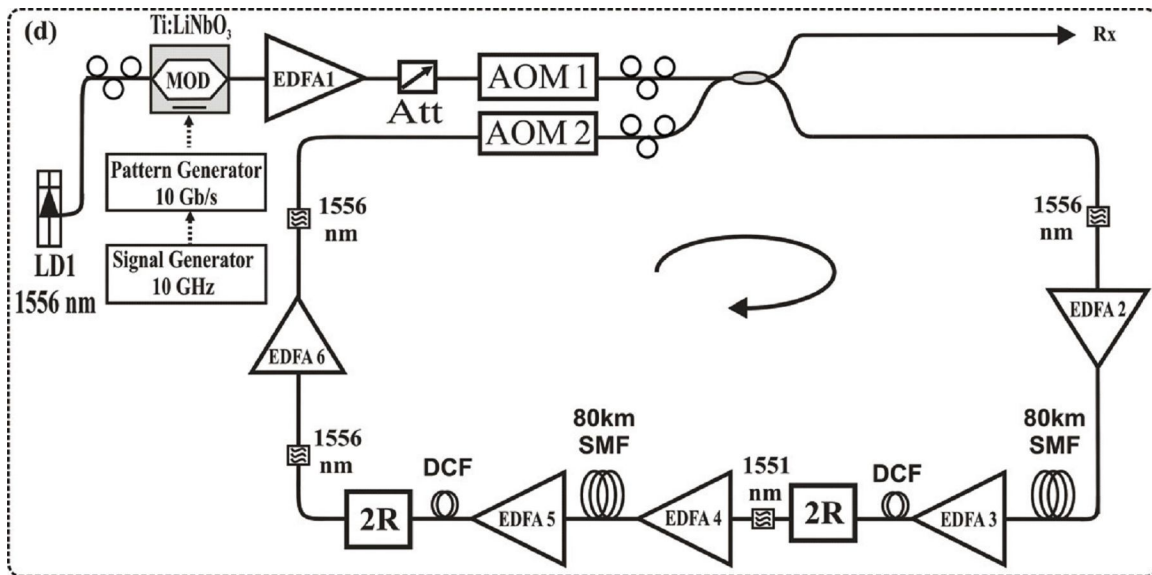 (d)
Ti:LiNbO3
MOD
EDFA1
Att
AOM 1
AOM 2
Rx
Pattern Generator
10 Gb/s
Signal Generator
10 GHz
LD1
1556 nm
1556
nm
1556
nm
EDFA 2
EDFA 6
1556
nm
DCF
80km
SMF
1551
nm
DCF
80km
SMF
2R
EDFA 5
EDFA 4
2R
EDFA 3